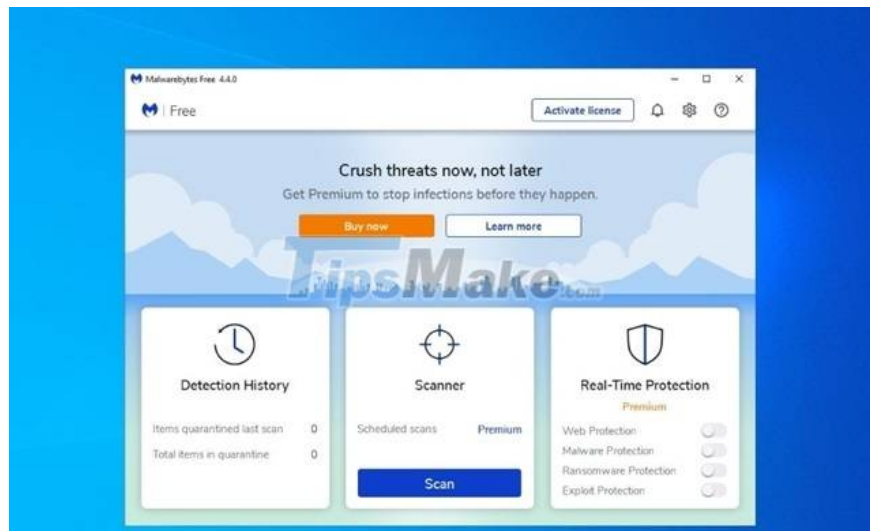 Malwarebytes Free 4.4.0
Free
Activate license
Crush threats now, not later
Get Premium to stop infections before they happen.
Buy now
Learn more
TipsMake.com
Detection History
Items quarantined last scan 0
Total items in quarantine 0
Scanner
Scheduled scans Premium
Scan
Real-Time Protection
Premium
Web Protection
Malware Protection
Ransomware Protection
Exploit Protection